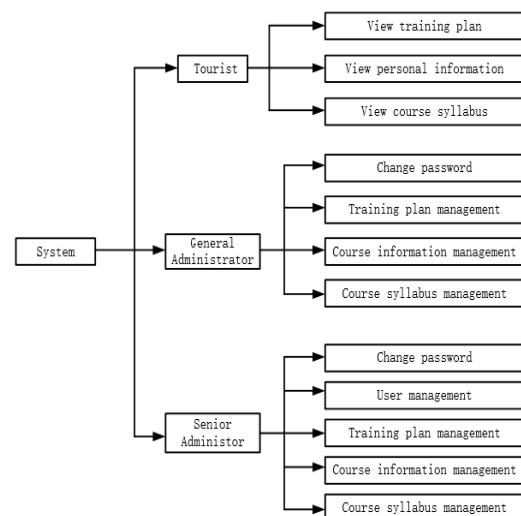 System
Tourist
View training plan
View personal information
View course syllabus
General
Administrator
Change password
Training plan management
Course information management
Course syllabus management
Senior
Administor
Change password
User management
Training plan management
Course information management
Course syllabus management